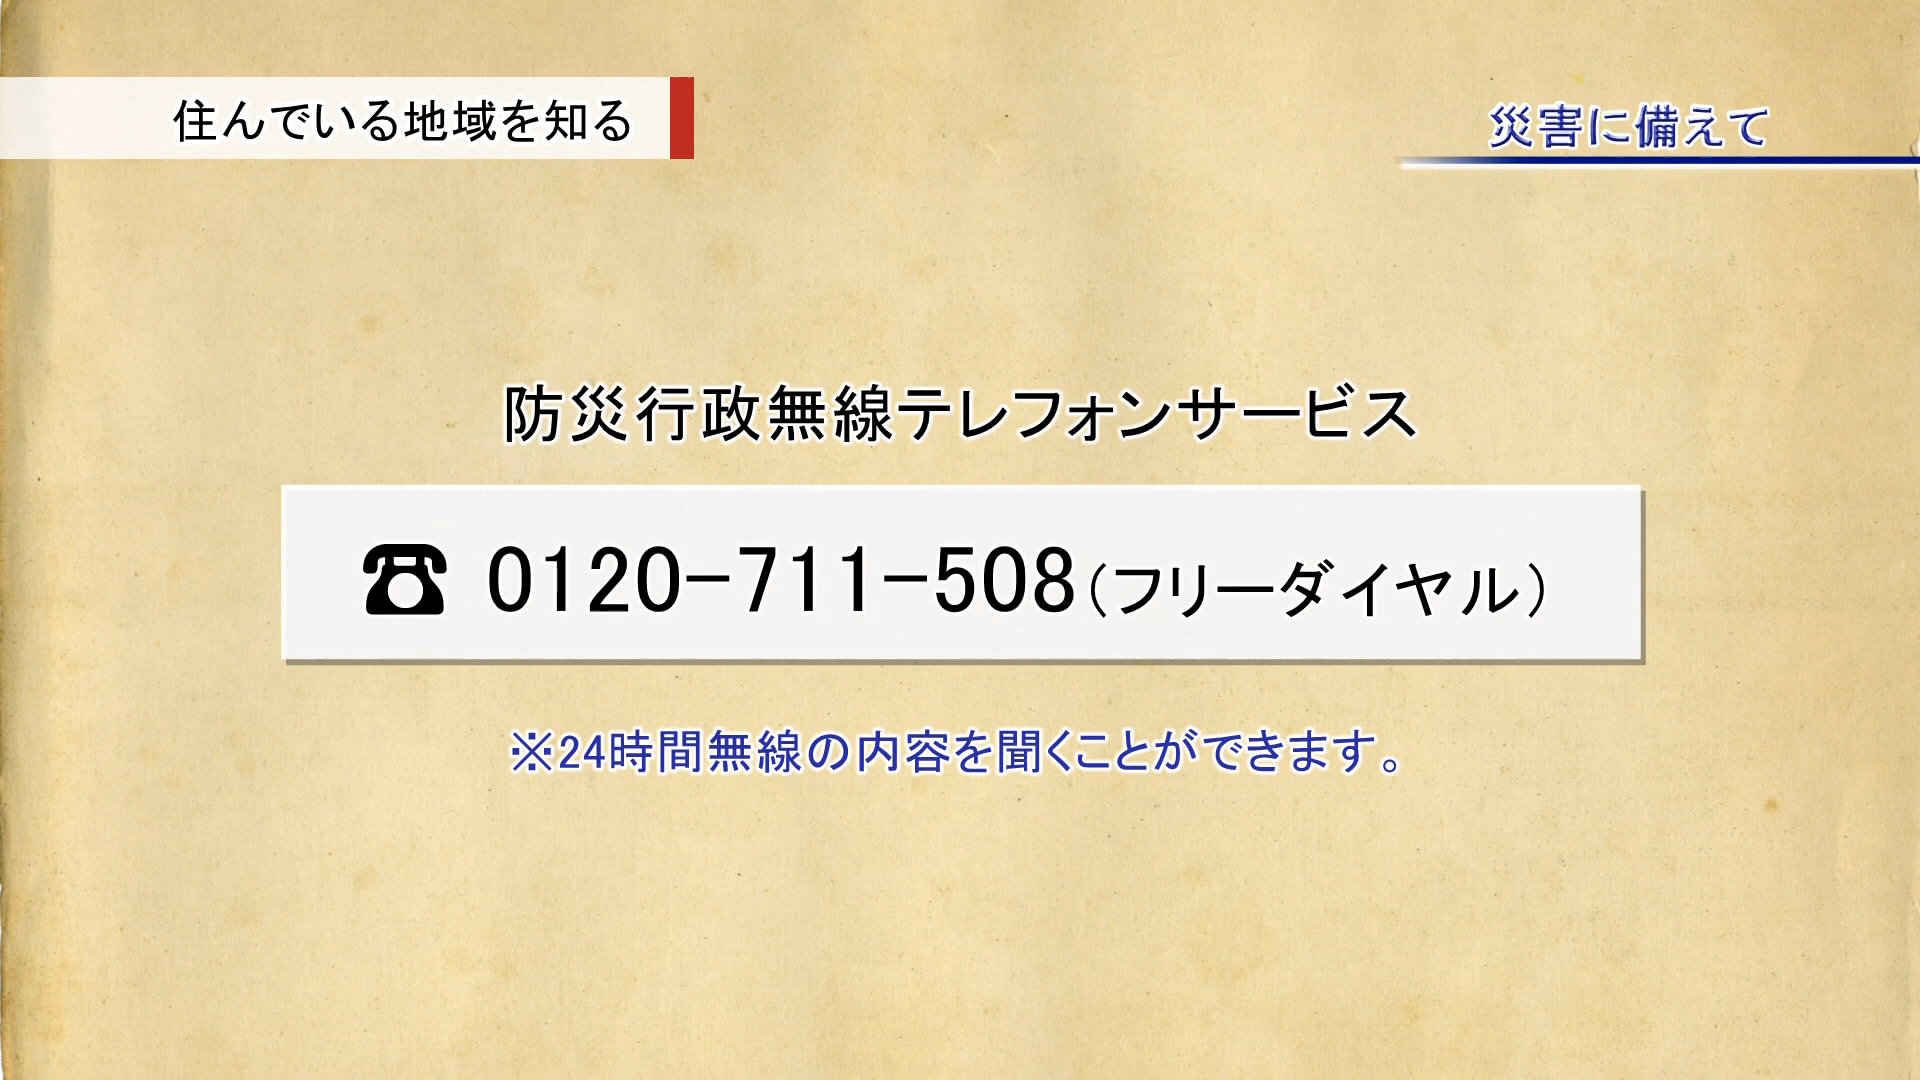 住んでいる地域を知る
災害に備えて
防災行政無線テレフォンサービス
☎ 0120-711-508(フリーダイヤル)
※24時間無線の内容を聞くことができます。